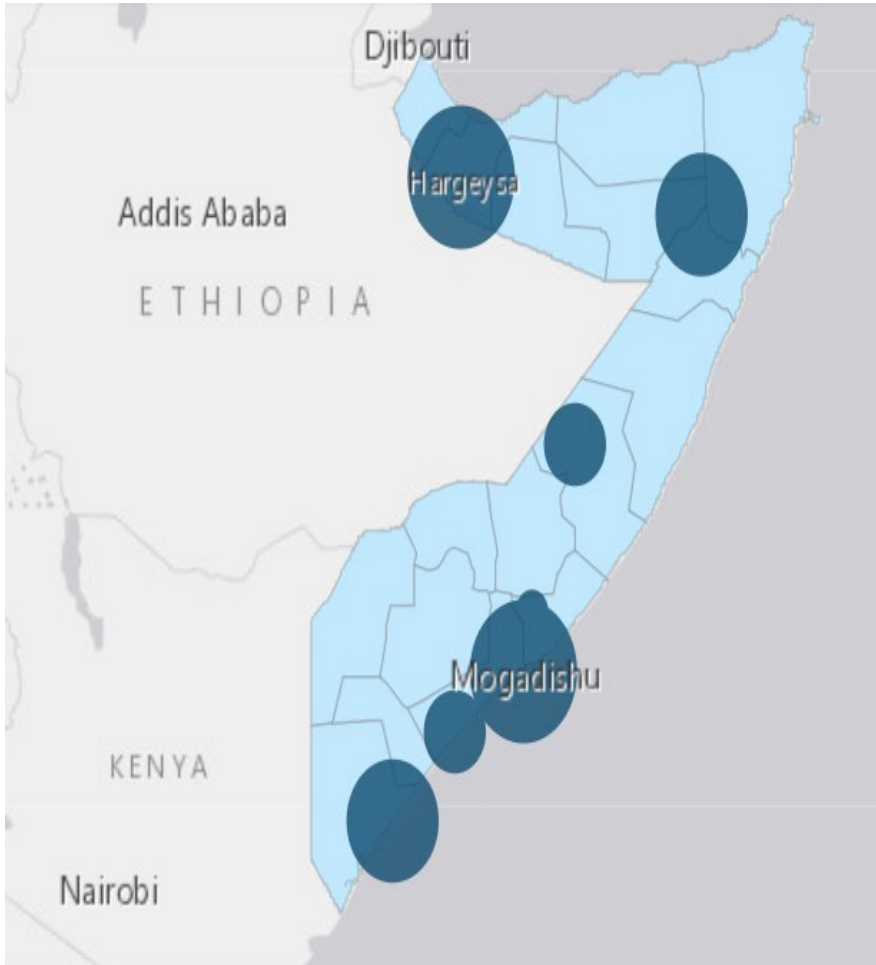 Djibouti
Hargeysa
Addis Ababa
ETHIOPIA
Mogadishu
KENYA
Nairobi